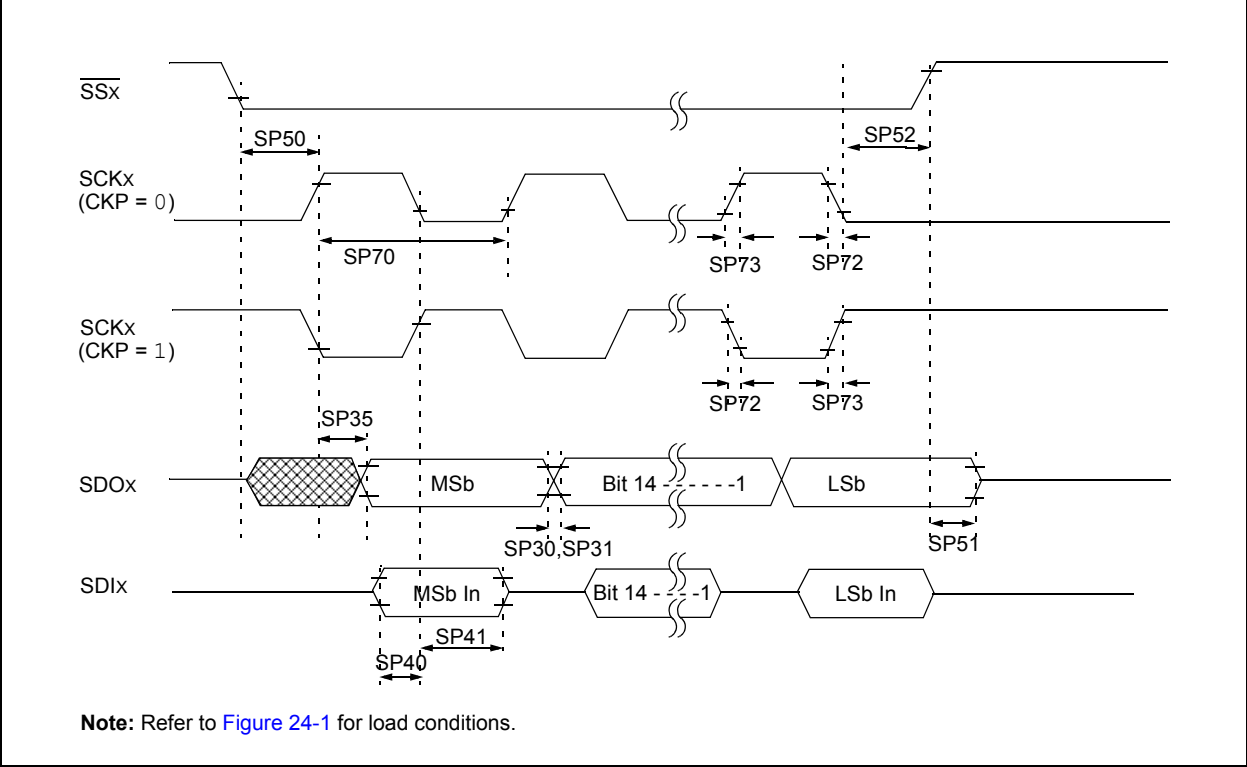 SSx
SP50
SP52
SCKx
(CKP = 0)
SP70
SP73
SP72
SCKx
(CKP = 1)
SP72
SP73
SP35
SDOx
MSb
Bit 14 - - - - - - -1
LSb
SP30,SP31
SP51
SDIx
MSb In
Bit 14 - - - - -1
LSb In
SP41
SP40
Note: Refer to Figure 24-1 for load conditions.